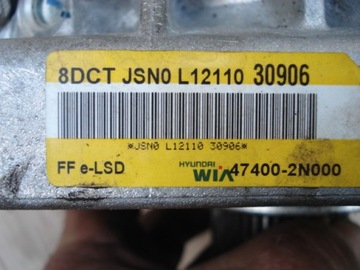 8DCT JSN0 L12110 30906
*JSN0 L12110 30906*
FF e-LSD HYUNDAI WIA 47400-2N000